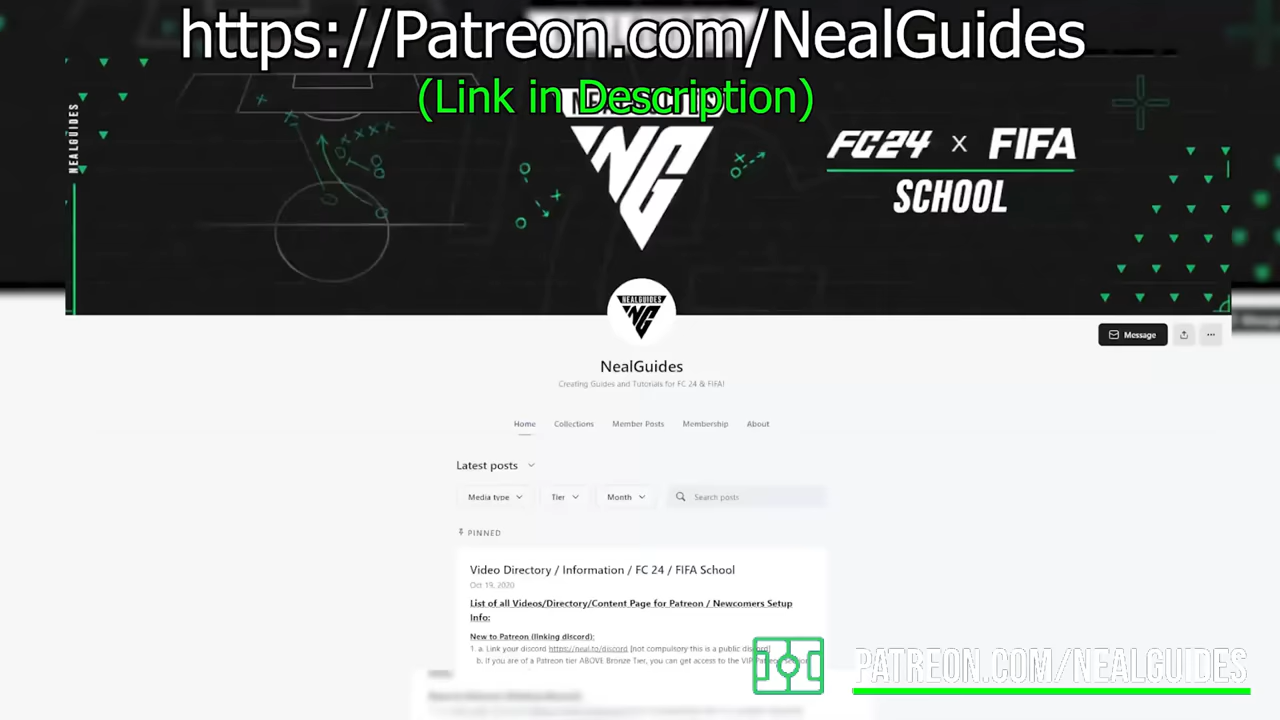 https://Patreon.com/NealGuides
(Link in Description)
NEALGUIDES
NG
FC24 X FIFA
SCHOOL
NEALGUIDES
NG
Message
NealGuides
Creating Guides and Tutorials for FC 24 & FIFA!
Home Collections Member Posts Membership About
Latest posts
Media type Tier Month Search posts
PINNED
Video Directory / Information / FC 24 / FIFA School
Oct 19, 2020
List of all Videos/Directory/Content Page for Patreon / Newcomers Setup
Info:
New to Patreon (linking discord):
1. a. Link your discord https://neal.to/discord [not compulsory this is a public discord]
b. If you are of a Patreon tier ABOVE Bronze Tier, you can get access to the VIP
PATREON.COM/NEALGUIDES